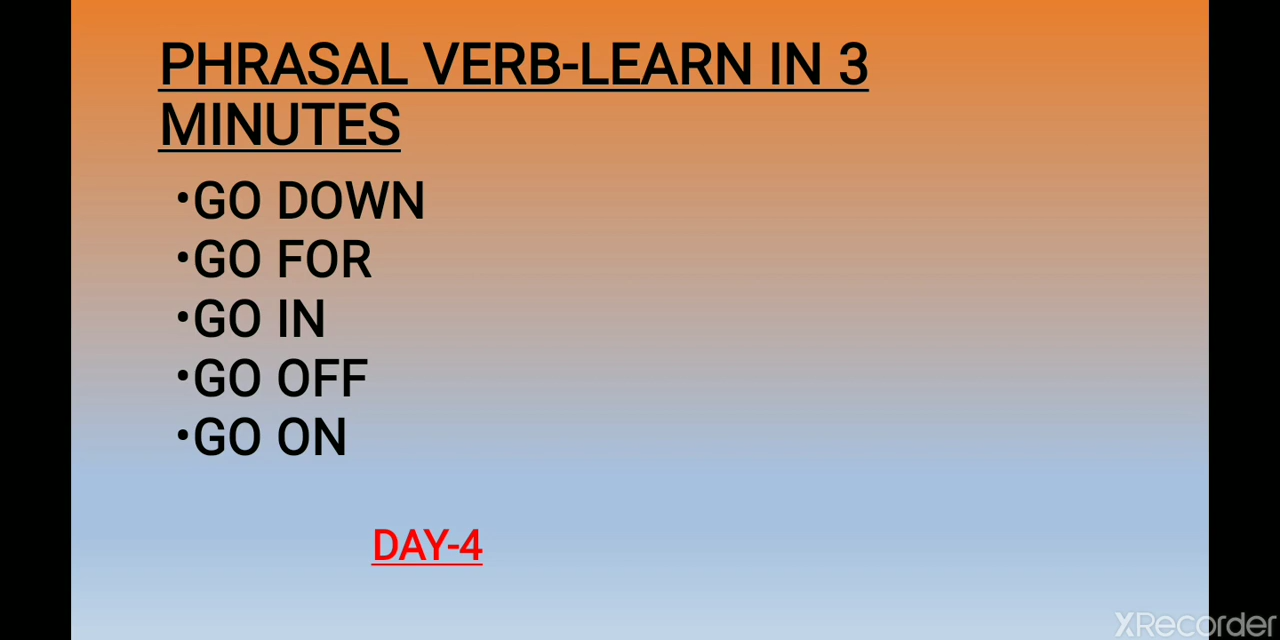 PHRASAL VERB-LEARN IN 3
MINUTES
•GO DOWN
•GO FOR
•GO IN
•GO OFF
•GO ON
DAY-4
XRecorder